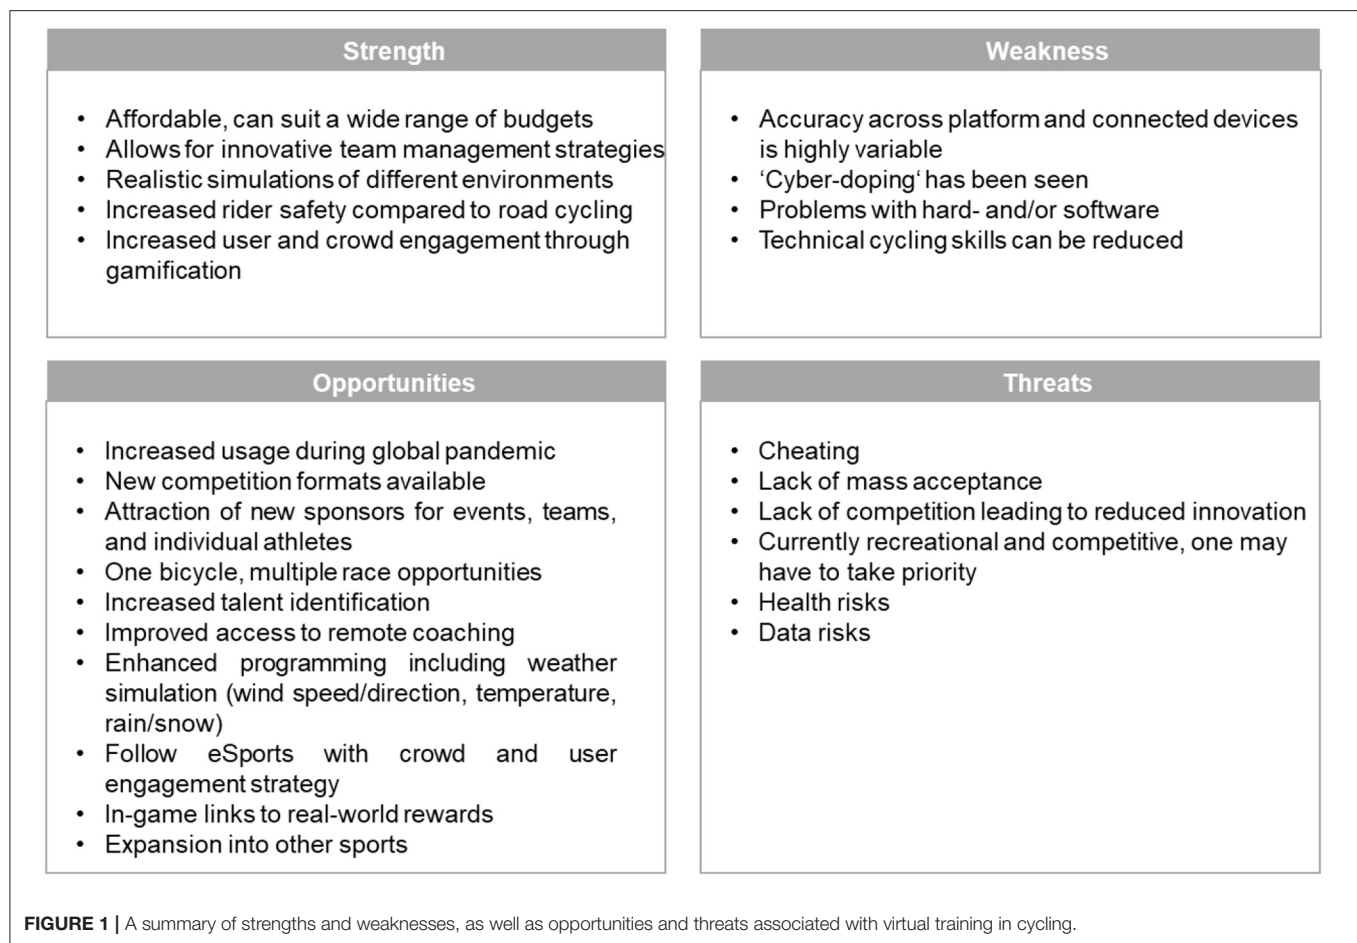 Strength
• Affordable, can suit a wide range of budgets
• Allows for innovative team management strategies
• Realistic simulations of different environments
• Increased rider safety compared to road cycling
• Increased user and crowd engagement through
gamification
Weakness
• Accuracy across platform and connected devices
is highly variable
• ‘Cyber-doping‘ has been seen
• Problems with hard- and/or software
• Technical cycling skills can be reduced
Opportunities
• Increased usage during global pandemic
• New competition formats available
• Attraction of new sponsors for events, teams,
and individual athletes
• One bicycle, multiple race opportunities
• Increased talent identification
• Improved access to remote coaching
• Enhanced programming including weather
simulation (wind speed/direction, temperature,
rain/snow)
• Follow eSports with crowd and user
engagement strategy
• In-game links to real-world rewards
• Expansion into other sports
Threats
• Cheating
• Lack of mass acceptance
• Lack of competition leading to reduced innovation
• Currently recreational and competitive, one may
have to take priority
• Health risks
• Data risks
FIGURE 1 | A summary of strengths and weaknesses, as well as opportunities and threats associated with virtual training in cycling.